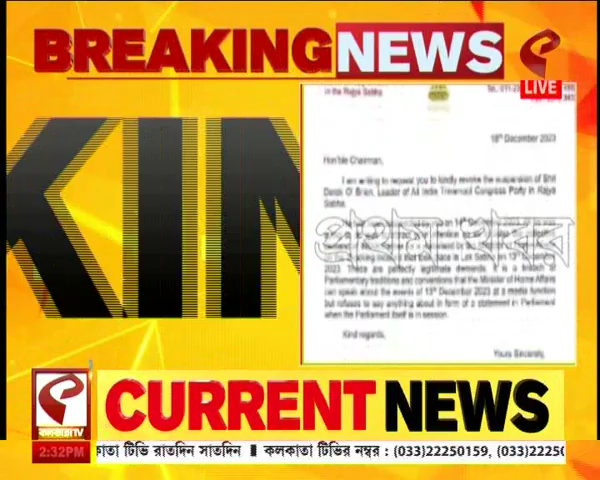 BREAKING NEWS
LIVE
KIN
in the Rajya Sabha
18th December 2023
Hon'ble Chairman,
I am writing to request you to kindly revoke the suspension of Shri
Derek O' Brien, Leader of All India Trinamool Congress Party in Rajya
Sabha.
প্রথম খবর
2023. These are perfectly legitimate demands. It is a breach of
Parliamentary traditions and conventions that the Minister of Home Affairs
can speak about the events of 13th December 2023 at a media function
but refuses to say anything about in form of a statement in Parliament
when the Parliament itself is in session.
Kind regards,
Yours Sincerely,
CURRENT NEWS
কলকাতা TV
2:32PM
কাতা টিভি রাতদিন সাতদিন ॥ কলকাতা টিভির নম্বর : (033)22250159, (033)22250